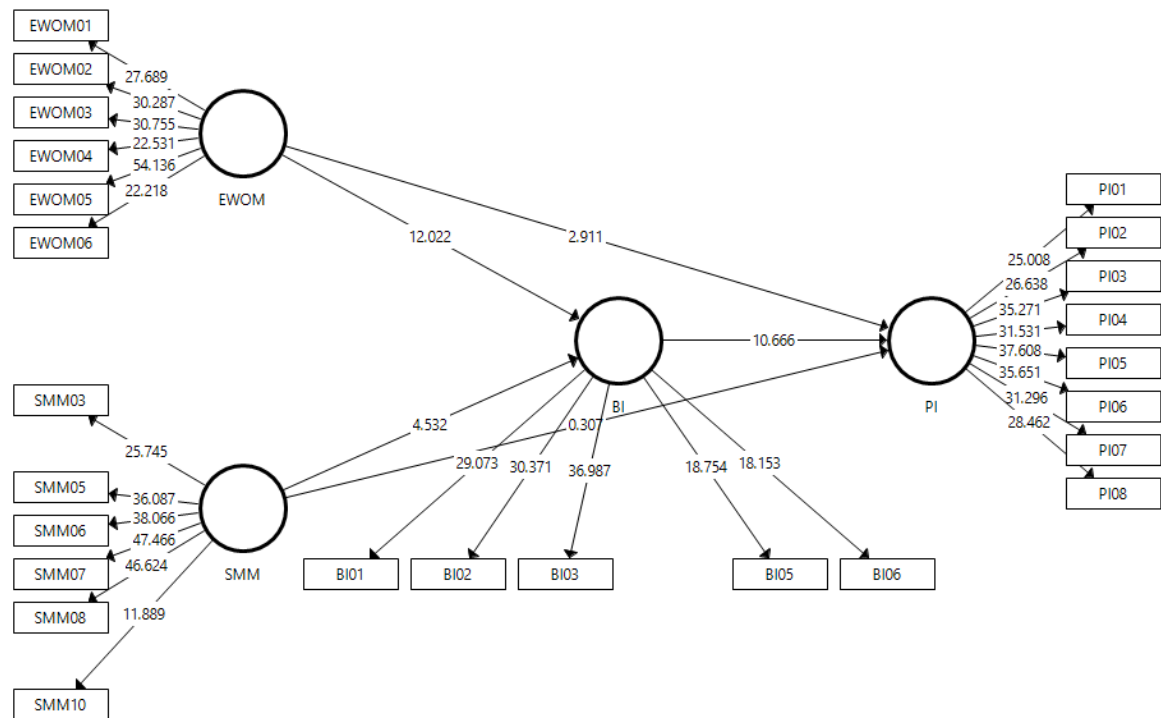 EWOM01
EWOM02
EWOM03
EWOM04
EWOM05
EWOM06
27.689
30.287
30.755
22.531
54.136
22.218
EWOM
12.022
2.911
PI01
PI02
PI03
PI04
PI05
PI06
PI07
PI08
25.008
26.638
35.271
31.531
37.608
35.651
31.296
28.462
PI
10.666
BI
4.532
0.307
29.073
30.371
36.987
18.754
18.153
BI01
BI02
BI03
BI05
BI06
SMM03
SMM05
SMM06
SMM07
SMM08
SMM10
25.745
36.087
38.066
47.466
46.624
11.889
SMM